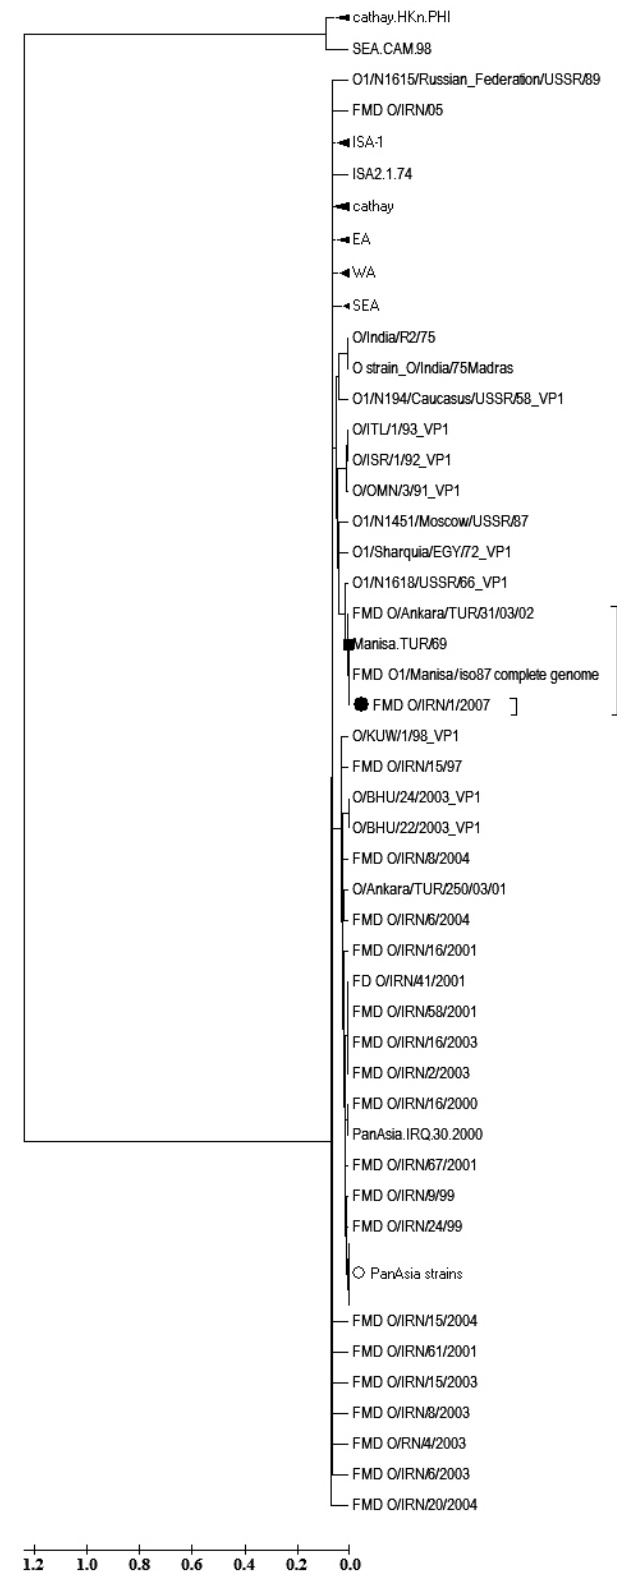 cathay.HKn.PHI
SEA.CAM.98
O1/N1615/Russian_Federation/USSR/89
FMD O/IRN/05
ISA-1
ISA2.1.74
cathay
EA
WA
SEA
O/India/R2/75
O strain_O/India/75Madras
O1/N194/Caucasus/USSR/58_VP1
O/ITL/1/93_VP1
O/ISR/1/92_VP1
O/OMN/3/91_VP1
O1/N1451/Moscow/USSR/87
O1/Sharquia/EGY/72_VP1
O1/N1618/USSR/66_VP1
FMD O/Ankara/TUR/31/03/02
Manisa.TUR/69
FMD O1/Manisa/iso87 complete genome
FMD O/IRN/1/2007
O/KUW/1/98_VP1
FMD O/IRN/15/97
O/BHU/24/2003_VP1
O/BHU/22/2003_VP1
FMD O/IRN/8/2004
O/Ankara/TUR/250/03/01
FMD O/IRN/6/2004
FMD O/IRN/16/2001
FD O/IRN/41/2001
FMD O/IRN/58/2001
FMD O/IRN/16/2003
FMD O/IRN/2/2003
FMD O/IRN/16/2000
PanAsia.IRQ.30.2000
FMD O/IRN/67/2001
FMD O/IRN/9/99
FMD O/IRN/24/99
PanAsia strains
FMD O/IRN/15/2004
FMD O/IRN/61/2001
FMD O/IRN/15/2003
FMD O/IRN/8/2003
FMD O/RN/4/2003
FMD O/IRN/6/2003
FMD O/IRN/20/2004
1.2 1.0 0.8 0.6 0.4 0.2 0.0